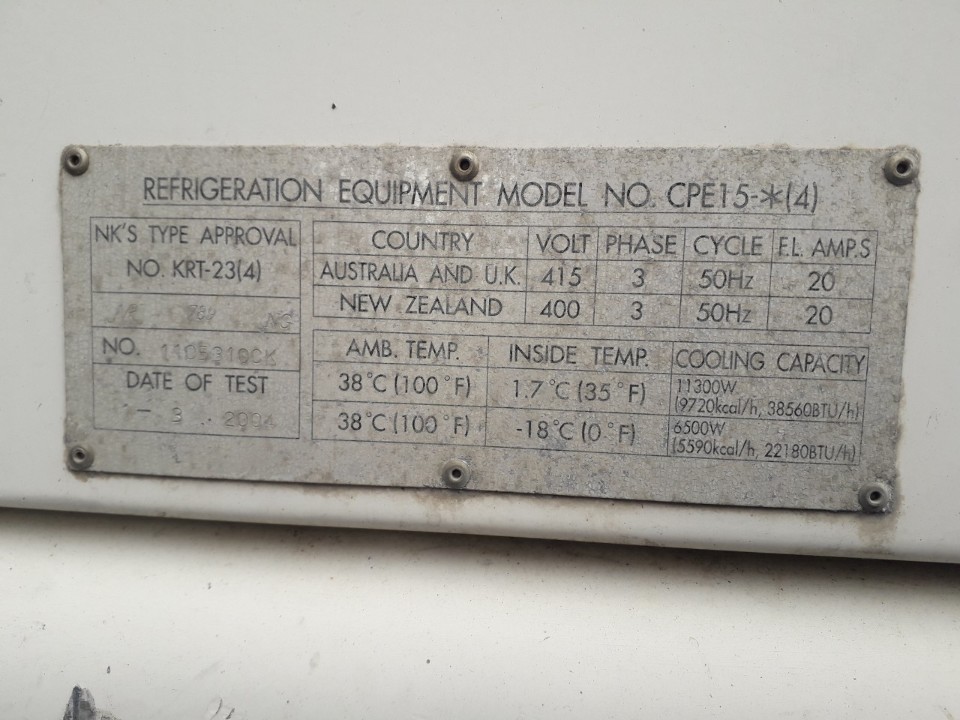 REFRIGERATION EQUIPMENT MODEL NO. CPE15-*(4)
NK'S TYPE APPROVAL
NO. KRT-23(4)
NO.
DATE OF TEST
3 . 2004
COUNTRY VOLT PHASE CYCLE F.L. AMP.S
AUSTRALIA AND U.K. 415 3 50Hz 20
NEW ZEALAND 400 3 50Hz 20
AMB. TEMP. INSIDE TEMP. COOLING CAPACITY
38°C (100°F) 1.7°C (35°F) 11300W
(9720kcal/h, 38560BTU/h)
38°C (100°F) -18°C (0°F) 6500W
(5590kcal/h, 22180BTU/h)